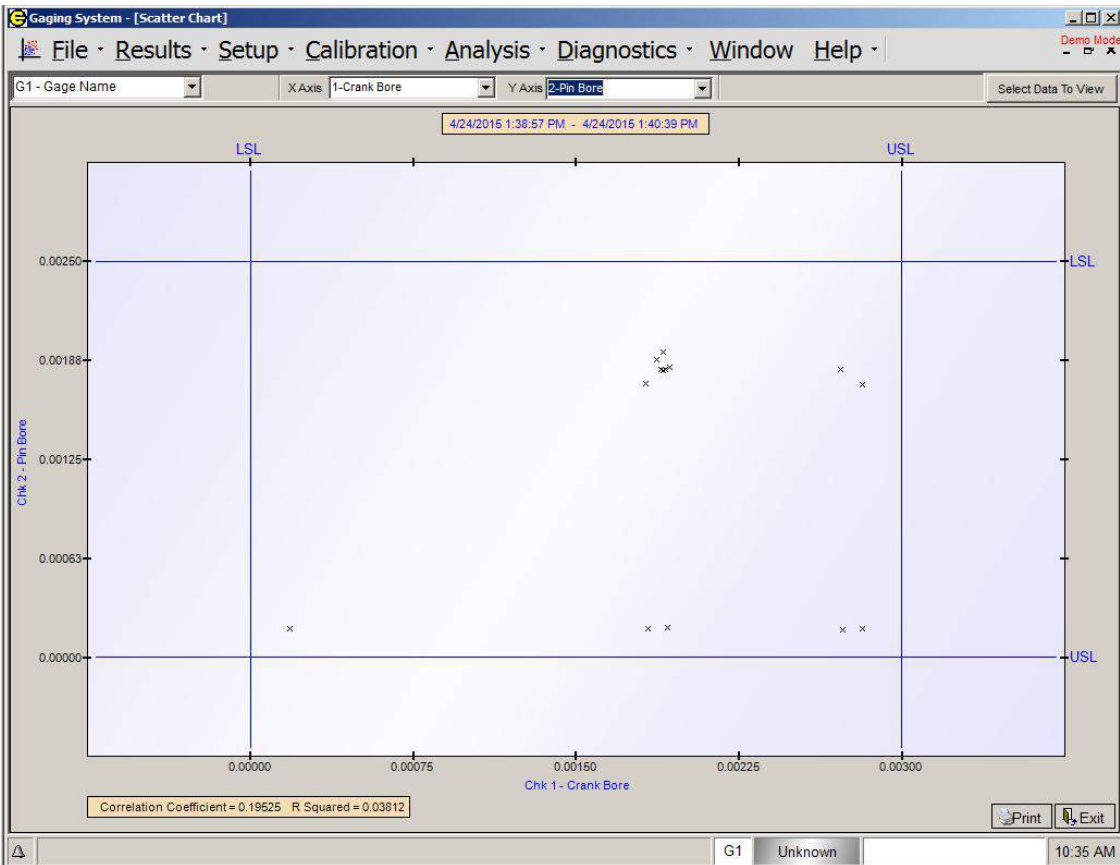 Gaging System - [Scatter Chart]
File · Results · Setup · Calibration · Analysis · Diagnostics · Window Help ·
Demo Mode
G1 - Gage Name X Axis 1-Crank Bore Y Axis 2-Pin Bore Select Data To View
4/24/2015 1:38:57 PM - 4/24/2015 1:40:39 PM
LSL USL
0.00250 LSL
0.00188
Chk 2 - Pin Bore
0.00125
0.00063
0.00000 USL
0.00000 0.00075 0.00150 0.00225 0.00300
Chk 1 - Crank Bore
Correlation Coefficient = 0.19525 R Squared = 0.03812
Print Exit
G1 Unknown 10:35 AM